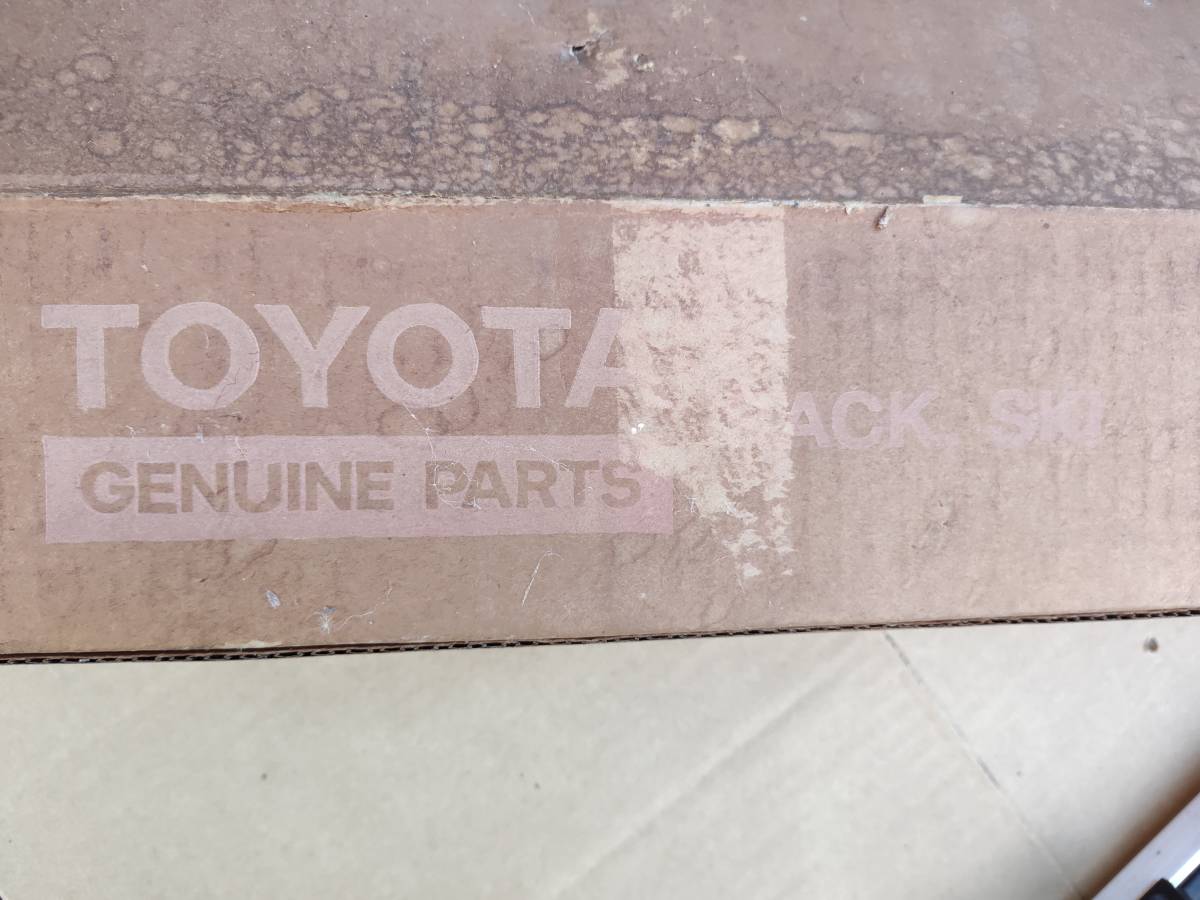 TOYOTA
GENUINE PARTS
ACK, SKI